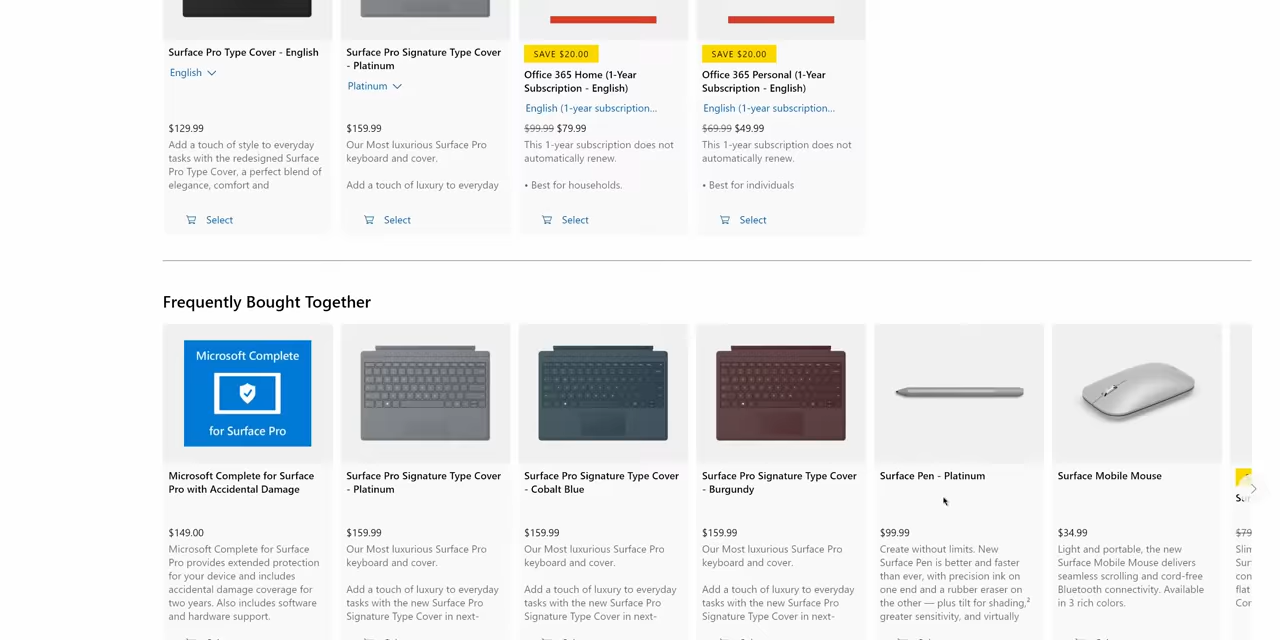 Surface Pro Type Cover - English
English
$129.99
Add a touch of style to everyday
tasks with the redesigned Surface
Pro Type Cover, a perfect blend of
elegance, comfort and
Select
Surface Pro Signature Type Cover
- Platinum
Platinum
$159.99
Our Most luxurious Surface Pro
keyboard and cover.
Add a touch of luxury to everyday
Select
SAVE $20.00
Office 365 Home (1-Year
Subscription - English)
English (1-year subscription...
$99.99 $79.99
This 1-year subscription does not
automatically renew.
• Best for households.
Select
SAVE $20.00
Office 365 Personal (1-Year
Subscription - English)
English (1-year subscription...
$69.99 $49.99
This 1-year subscription does not
automatically renew.
• Best for individuals
Select
Frequently Bought Together
Microsoft Complete
for Surface Pro
Microsoft Complete for Surface
Pro with Accidental Damage
$149.00
Microsoft Complete for Surface
Pro provides extended protection
for your device and includes
accidental damage coverage for
two years. Also includes software
and hardware support.
Surface Pro Signature Type Cover
- Platinum
$159.99
Our Most luxurious Surface Pro
keyboard and cover.
Add a touch of luxury to everyday
tasks with the new Surface Pro
Signature Type Cover in next-
Surface Pro Signature Type Cover
- Cobalt Blue
$159.99
Our Most luxurious Surface Pro
keyboard and cover.
Add a touch of luxury to everyday
tasks with the new Surface Pro
Signature Type Cover in next-
Surface Pro Signature Type Cover
- Burgundy
$159.99
Our Most luxurious Surface Pro
keyboard and cover.
Add a touch of luxury to everyday
tasks with the new Surface Pro
Signature Type Cover in next-
Surface Pen - Platinum
$99.99
Create without limits. New
Surface Pen is better and faster
than ever, with precision ink on
one end and a rubber eraser on
the other — plus tilt for shading,²
greater sensitivity, and virtually
Surface Mobile Mouse
$34.99
Light and portable, the new
Surface Mobile Mouse delivers
seamless scrolling and cord-free
Bluetooth connectivity. Available
in 3 rich colors.
$79